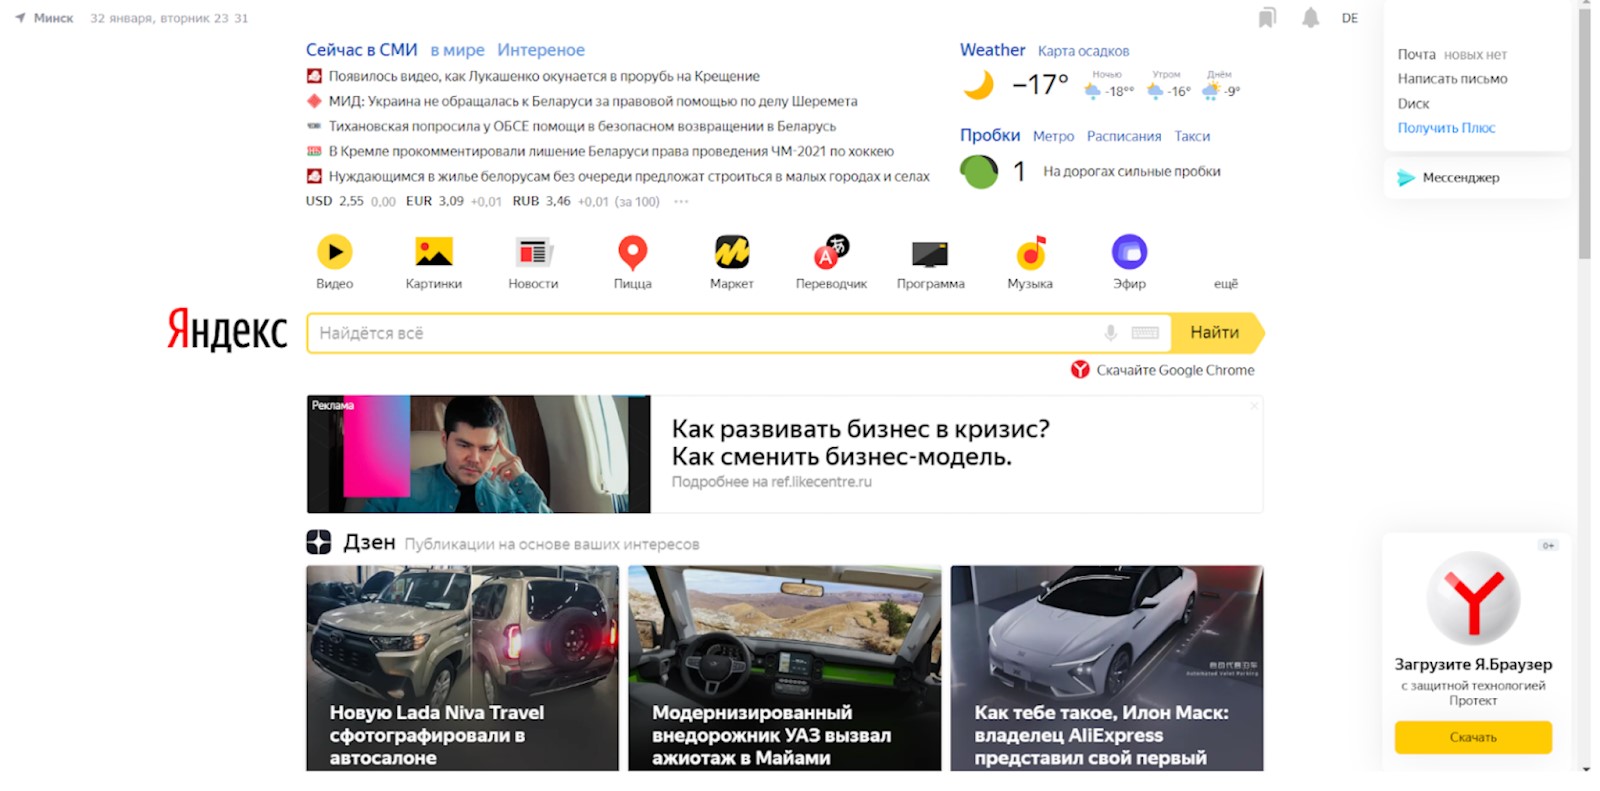 Минск 32 января, вторник 23 31
DE
Сейчас в СМИ в мире Интереное
Появилось видео, как Лукашенко окунается в прорубь на Крещение
МИД: Украина не обращалась к Беларуси за правовой помощью по делу Шеремета
Тихановская попросила у ОБСЕ помощи в безопасном возвращении в Беларусь
В Кремле прокомментировали лишение Беларуси права проведения ЧМ-2021 по хоккею
Нуждающимся в жилье белорусам без очереди предложат строиться в малых городах и селах
USD 2,55 0,00 EUR 3,09 +0,01 RUB 3,46 +0,01 (за 100) ...
Weather Карта осадков
−17° Ночью -18°° Утром -16° Днём -9°
Пробки Метро Расписания Такси
1 На дорогах сильные пробки
Почта новых нет
Написать письмо
Dиск
Получить Плюс
Мессенджер
Видео Картинки Новости Пицца Маркет Переводчик Программа Музыка Эфир ещё
Яндекс
Найдётся всё
Найти
Скачайте Google Chrome
Реклама
Как развивать бизнес в кризис?
Как сменить бизнес-модель.
Подробнее на ref.likecentre.ru
Дзен Публикации на основе ваших интересов
Новую Lada Niva Travel
сфотографировали в
автосалоне
Модернизированный
внедорожник УАЗ вызвал
ажиотаж в Майами
Automated Valet Parking
Как тебе такое, Илон Маск:
владелец AliExpress
представил свой первый
0+
Загрузите Я.Браузер
с защитной технологией
Протект
Скачать